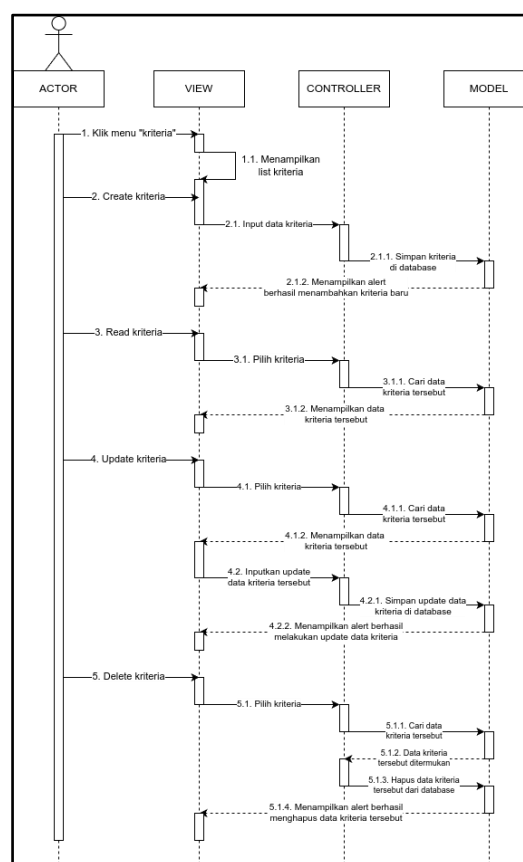 ACTOR
VIEW
CONTROLLER
MODEL
1. Klik menu "kriteria"
1.1. Menampilkan
list kriteria
2. Create kriteria
2.1. Input data kriteria
2.1.1. Simpan kriteria
di database
2.1.2. Menampilkan alert
berhasil menambahkan kriteria baru
3. Read kriteria
3.1. Pilih kriteria
3.1.1. Cari data
kriteria tersebut
3.1.2. Menampilkan data
kriteria tersebut
4. Update kriteria
4.1. Pilih kriteria
4.1.1. Cari data
kriteria tersebut
4.1.2. Menampilkan data
kriteria tersebut
4.2. Inputkan update
data kriteria tersebut
4.2.1. Simpan update data
kriteria di database
4.2.2. Menampilkan alert berhasil
melakukan update data kriteria
5. Delete kriteria
5.1. Pilih kriteria
5.1.1. Cari data
kriteria tersebut
5.1.2. Data kriteria
tersebut ditermukan
5.1.3. Hapus data kriteria
tersebut dari database
5.1.4. Menampilkan alert berhasil
menghapus data kriteria tersebut